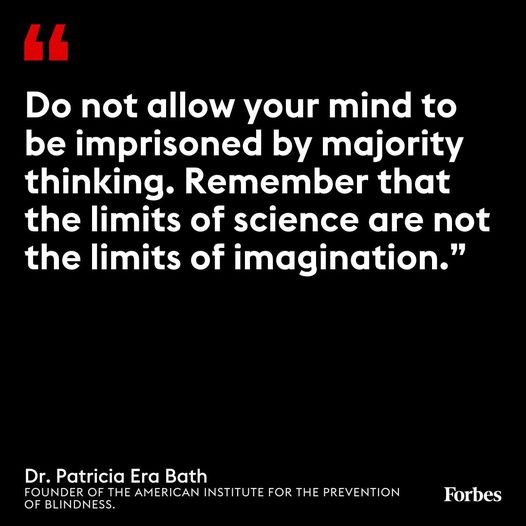 “
Do not allow your mind to
be imprisoned by majority
thinking. Remember that
the limits of science are not
the limits of imagination.”
Dr. Patricia Era Bath
FOUNDER OF THE AMERICAN INSTITUTE FOR THE PREVENTION
OF BLINDNESS.
Forbes